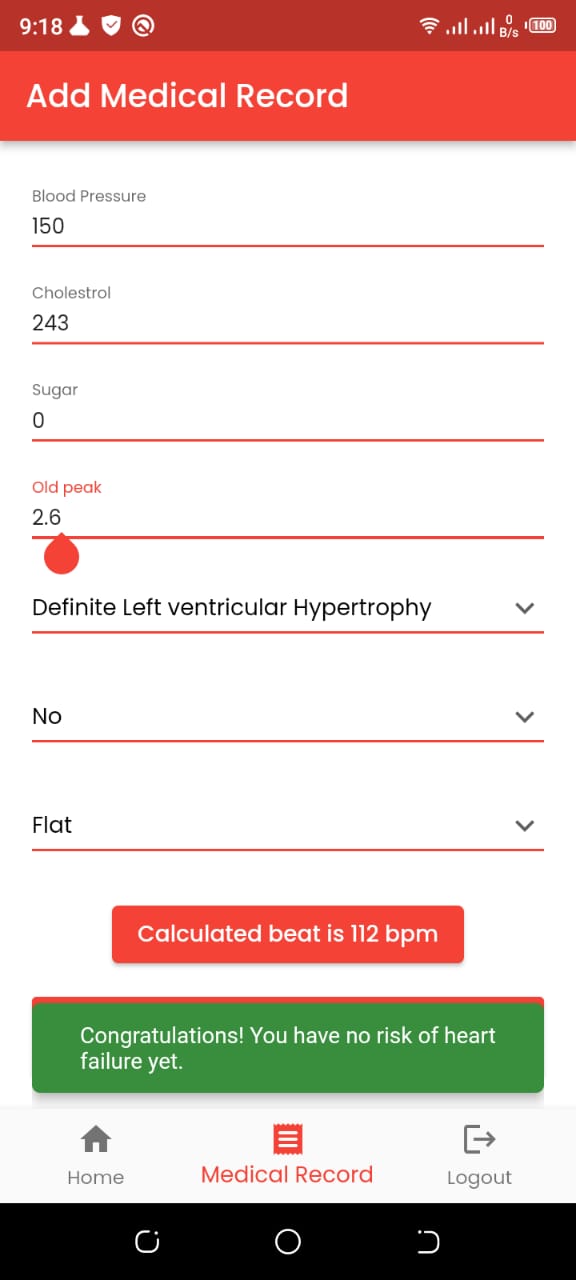 9:18 0 B/s 100
Add Medical Record
Blood Pressure
150
Cholestrol
243
Sugar
0
Old peak
2.6
Definite Left ventricular Hypertrophy
No
Flat
Calculated beat is 112 bpm
Congratulations! You have no risk of heart
failure yet.
Home Medical Record Logout